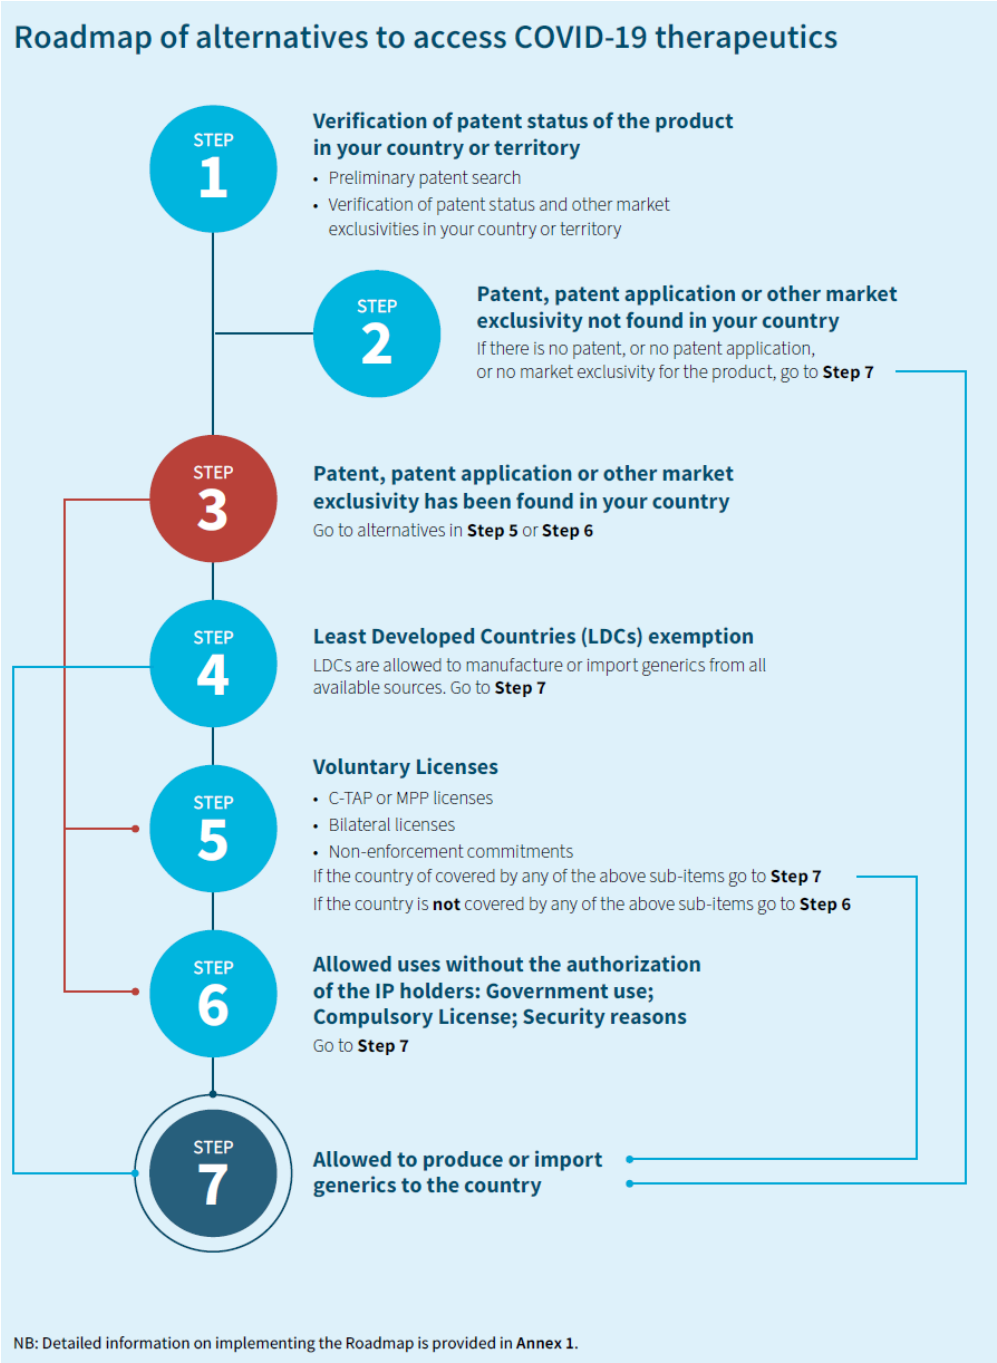 Roadmap of alternatives to access COVID-19 therapeutics
STEP
1
Verification of patent status of the product
in your country or territory
• Preliminary patent search
• Verification of patent status and other market
exclusivities in your country or territory
STEP
2
Patent, patent application or other market
exclusivity not found in your country
If there is no patent, or no patent application,
or no market exclusivity for the product, go to Step 7
STEP
3
Patent, patent application or other market
exclusivity has been found in your country
Go to alternatives in Step 5 or Step 6
STEP
4
Least Developed Countries (LDCs) exemption
LDCs are allowed to manufacture or import generics from all
available sources. Go to Step 7
STEP
5
Voluntary Licenses
• C-TAP or MPP licenses
• Bilateral licenses
• Non-enforcement commitments
If the country of covered by any of the above sub-items go to Step 7
If the country is not covered by any of the above sub-items go to Step 6
STEP
6
Allowed uses without the authorization
of the IP holders: Government use;
Compulsory License; Security reasons
Go to Step 7
STEP
7
Allowed to produce or import
generics to the country
NB: Detailed information on implementing the Roadmap is provided in Annex 1.